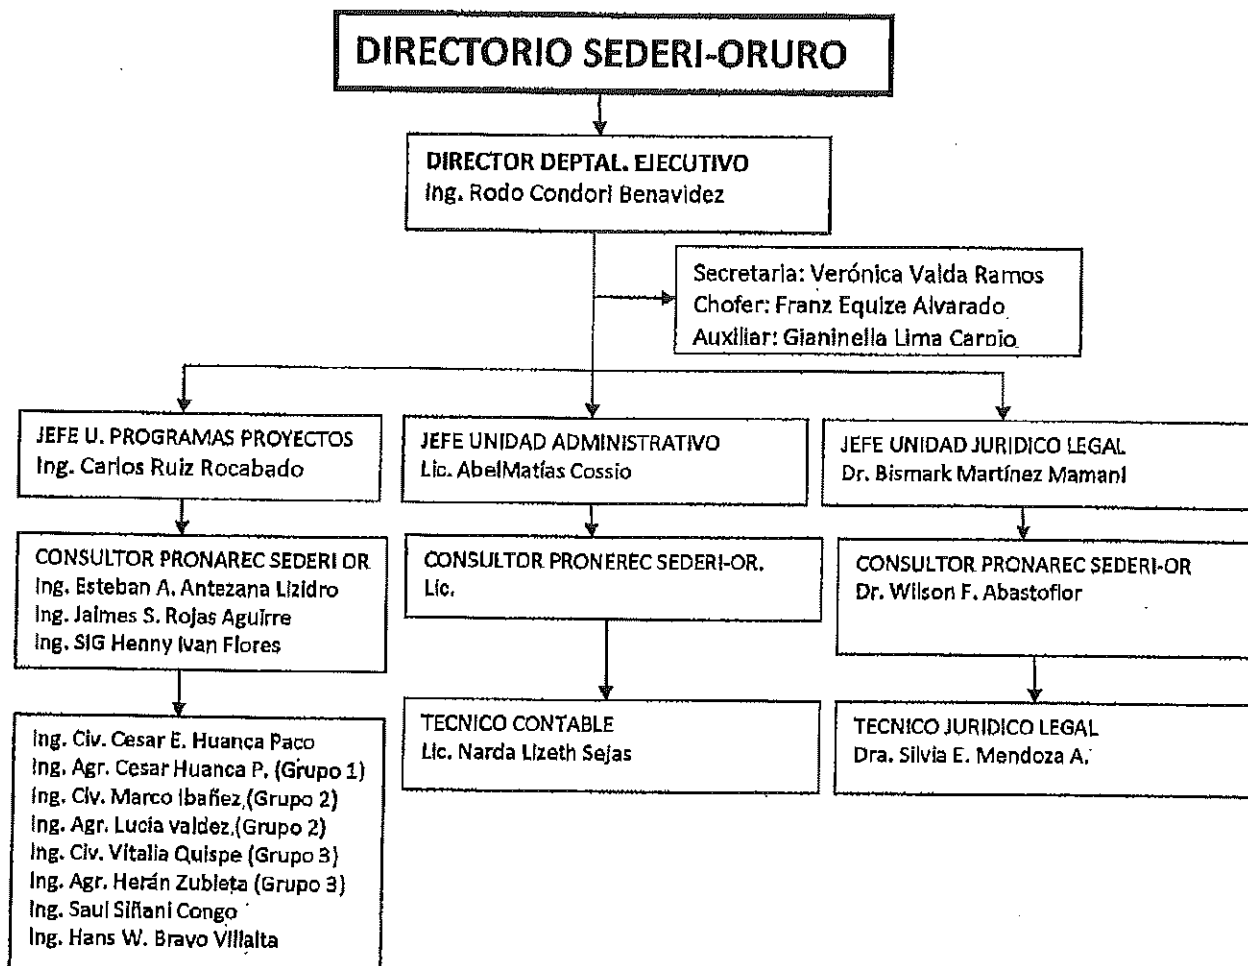 DIRECTORIO SEDERI-ORURO
DIRECTOR DEPTAL. EJECUTIVO
Ing. Rodo Condori Benavidez
Secretaria: Verónica Valda Ramos
Chofer: Franz Equize Alvarado
Auxiliar: Gianinella Lima Carpio
JEFE U. PROGRAMAS PROYECTOS
Ing. Carlos Ruiz Rocabado
JEFE UNIDAD ADMINISTRATIVO
Lic. AbelMatías Cossio
JEFE UNIDAD JURIDICO LEGAL
Dr. Bismark Martínez Mamani
CONSULTOR PRONAREC SEDERI OR
Ing. Esteban A. Antezana Lizidro
Ing. Jaimes S. Rojas Aguirre
Ing. SIG Henny Ivan Flores
CONSULTOR PRONEREC SEDERI-OR.
Lic.
CONSULTOR PRONAREC SEDERI-OR
Dr. Wilson F. Abastoflor
Ing. Civ. Cesar E. Huanca Paco
Ing. Agr. Cesar Huanca P. (Grupo 1)
Ing. Civ. Marco Ibañez (Grupo 2)
Ing. Agr. Lucia valdez (Grupo 2)
Ing. Civ. Vitalia Quispe (Grupo 3)
Ing. Agr. Herán Zubieta (Grupo 3)
Ing. Saul Siñani Congo
Ing. Hans W. Bravo Villalta
TECNICO CONTABLE
Lic. Narda Lizeth Sejas
TECNICO JURIDICO LEGAL
Dra. Silvia E. Mendoza A.